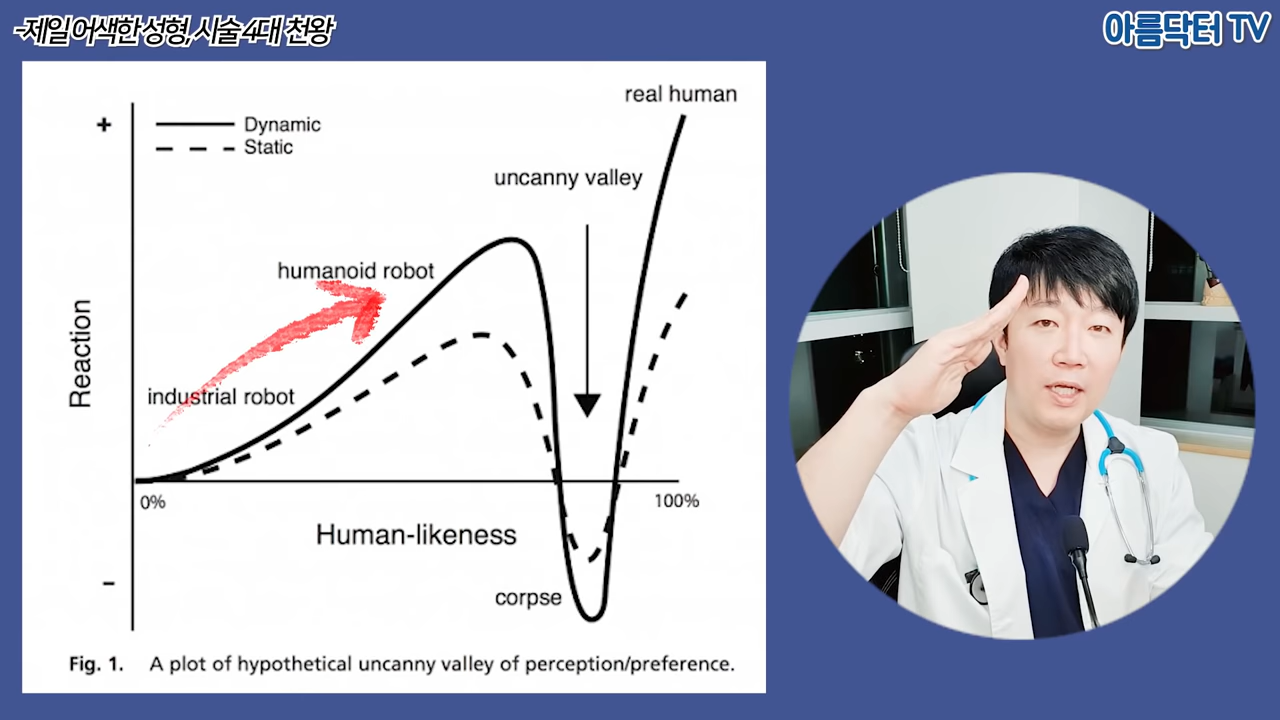 -제일 어색한 성형, 시술 4대 천왕
아름닥터 TV
real human
+
Dynamic
Static
uncanny valley
humanoid robot
Reaction
industrial robot
0%
100%
Human-likeness
-
corpse
Fig. 1. A plot of hypothetical uncanny valley of perception/preference.